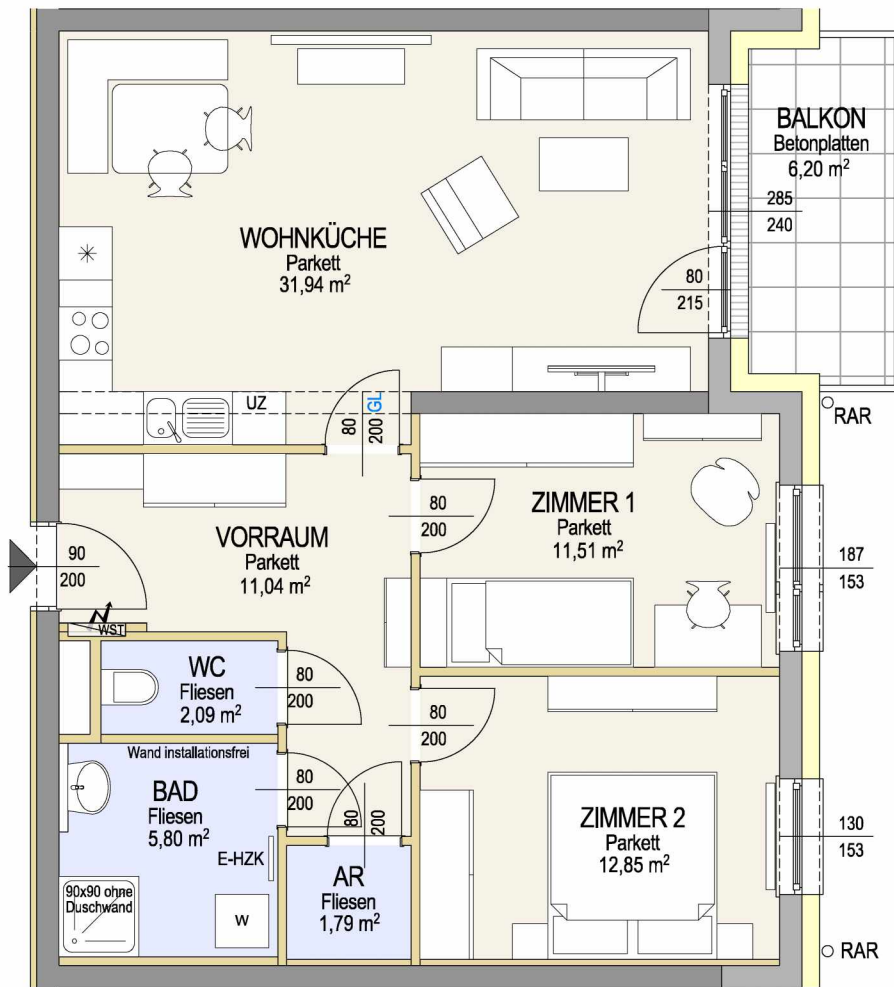 BALKON
Betonplatten
6,20 m²
285
240
WOHNKÜCHE
Parkett
31,94 m²
80
215
UZ
80
200
GL
RAR
ZIMMER 1
Parkett
11,51 m²
80
200
187
153
VORRAUM
Parkett
11,04 m²
90
200
WST
WC
Fliesen
2,09 m²
80
200
80
200
Wand installationsfrei
BAD
Fliesen
5,80 m²
80
200
80
200
E-HZK
90x90 ohne
Duschwand
W
AR
Fliesen
1,79 m²
ZIMMER 2
Parkett
12,85 m²
130
153
RAR